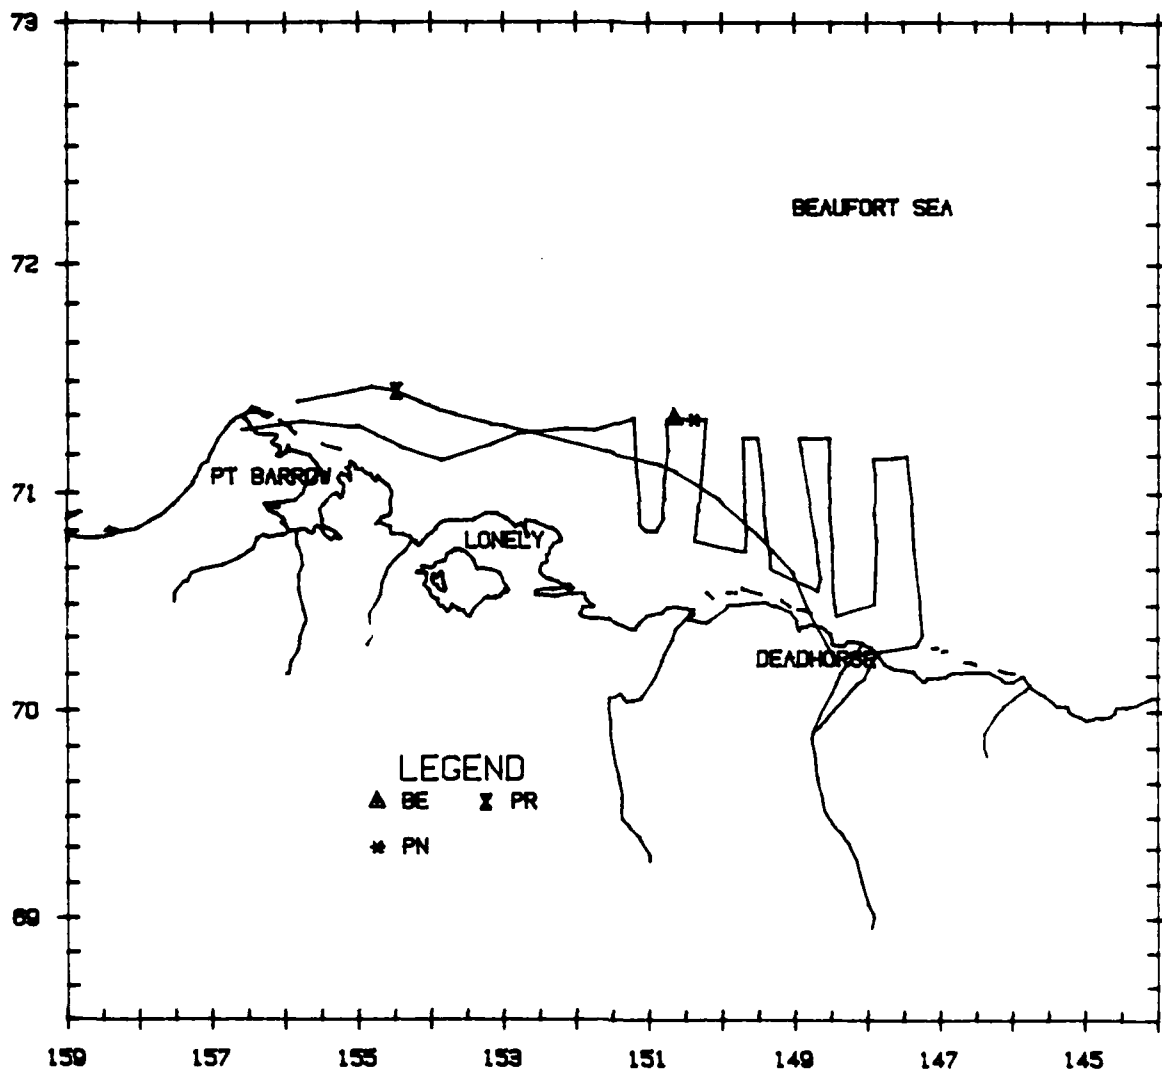 73
BEAUFORT SEA
72
71
PT BARROW
LONELY
DEADHORSE
70
LEGEND
BE PR
PN
69
159 157 155 153 151 149 147 145